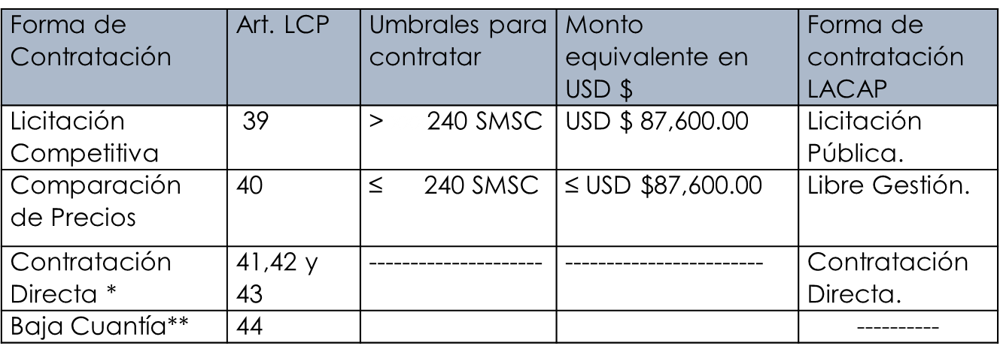 Forma de Contratación | Art. LCP | Umbrales para contratar | Monto equivalente en USD $ | Forma de contratación LACAP
Licitación Competitiva | 39 | > 240 SMSC | USD $ 87,600.00 | Licitación Pública.
Comparación de Precios | 40 | ≤ 240 SMSC | ≤ USD $87,600.00 | Libre Gestión.
Contratación Directa * | 41,42 y 43 | --------------------- | ------------------------ | Contratación Directa.
Baja Cuantía** | 44 | | | ----------